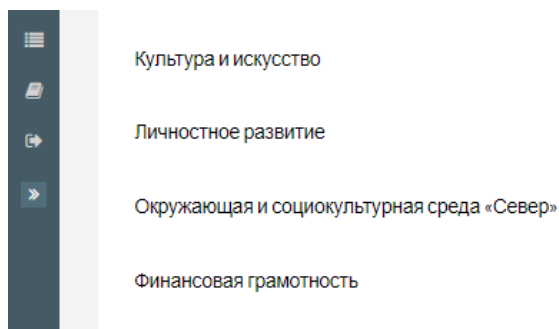 Культура и искусство
Личностное развитие
Окружающая и социокультурная среда «Север»
Финансовая грамотность